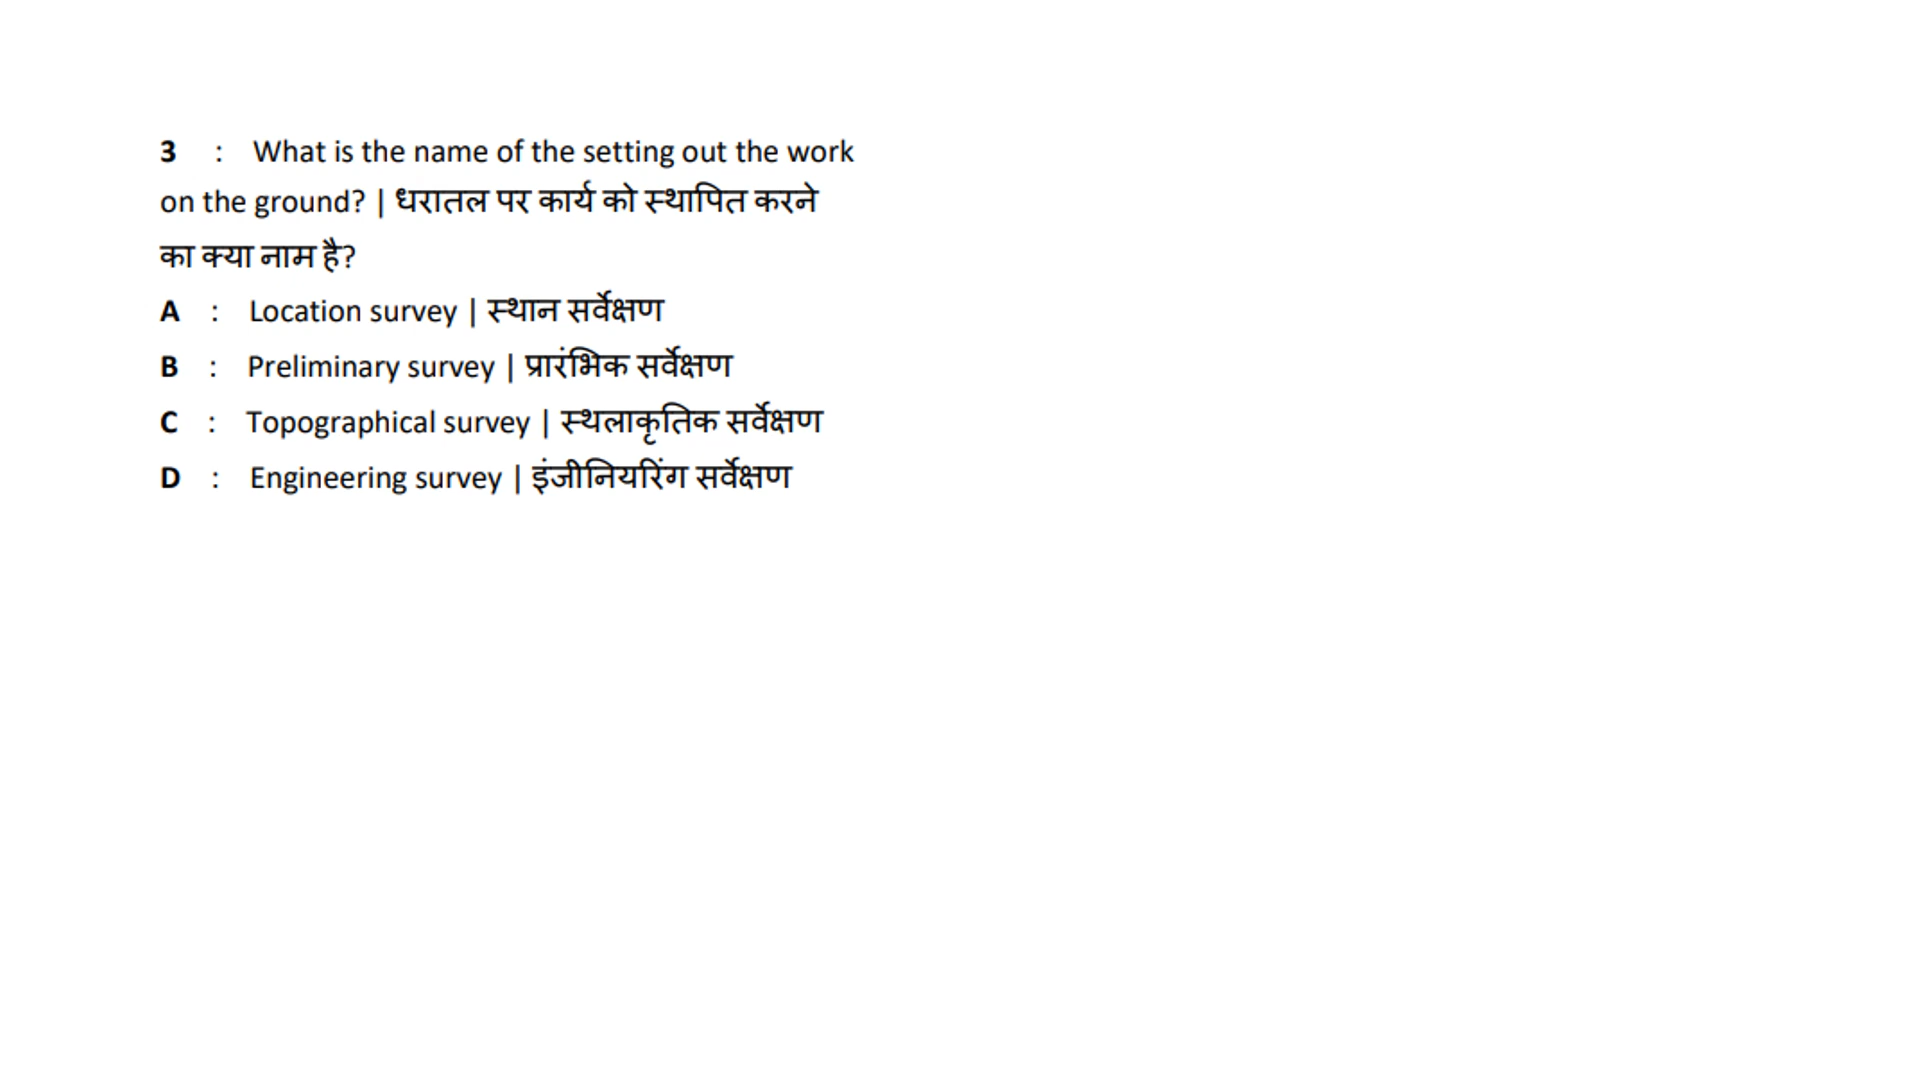 3 : What is the name of the setting out the work
on the ground? | धरातल पर कार्य को स्थापित करने
का क्या नाम है?
A : Location survey | स्थान सर्वेक्षण
B : Preliminary survey | प्रारंभिक सर्वेक्षण
C : Topographical survey | स्थलाकृतिक सर्वेक्षण
D : Engineering survey | इंजीनियरिंग सर्वेक्षण